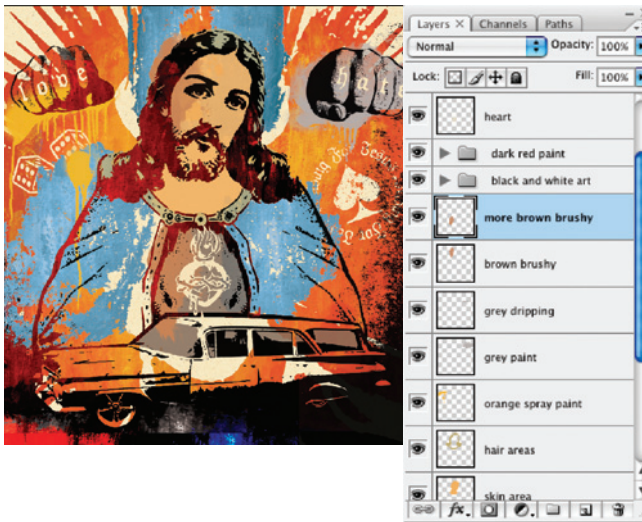 love
hate
Layers × Channels Paths
Normal Opacity: 100%
Lock: Fill: 100%
heart
dark red paint
black and white art
more brown brushy
brown brushy
grey dripping
grey paint
orange spray paint
hair areas
skin area
fx.